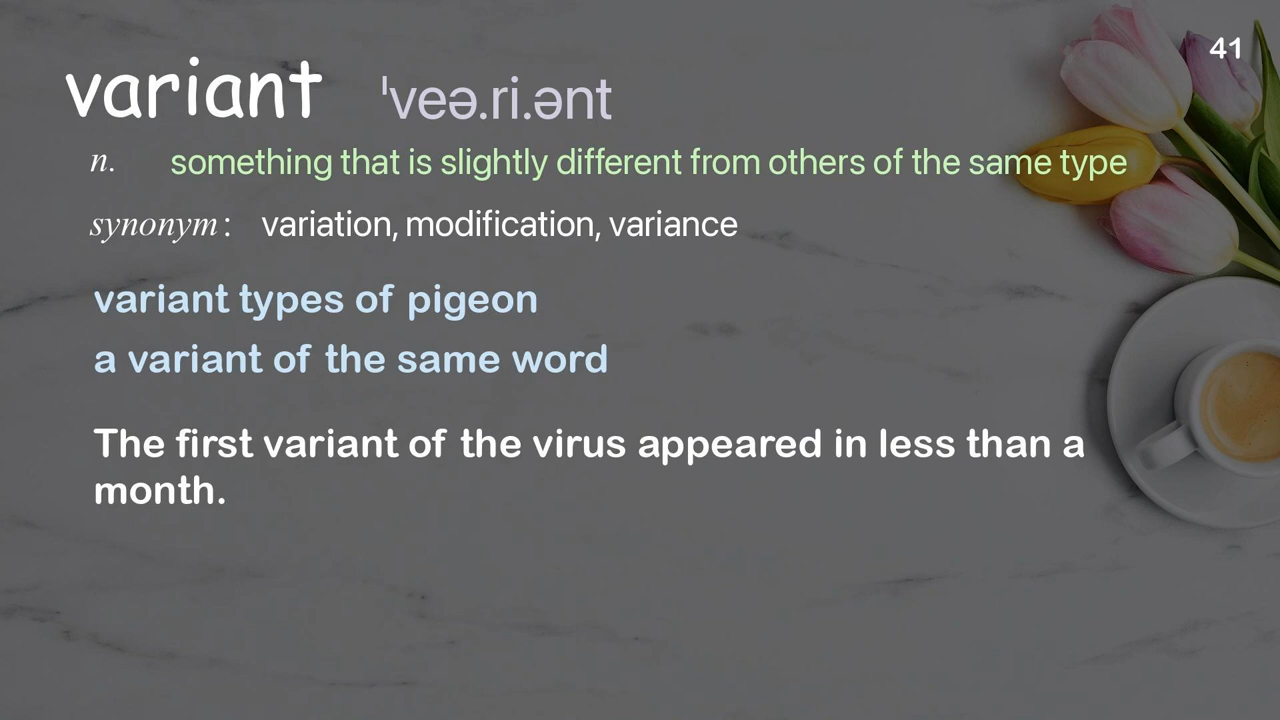 41
variant ˈveə.ri.ənt
n. something that is slightly different from others of the same type
synonym: variation, modification, variance
variant types of pigeon
a variant of the same word
The first variant of the virus appeared in less than a
month.